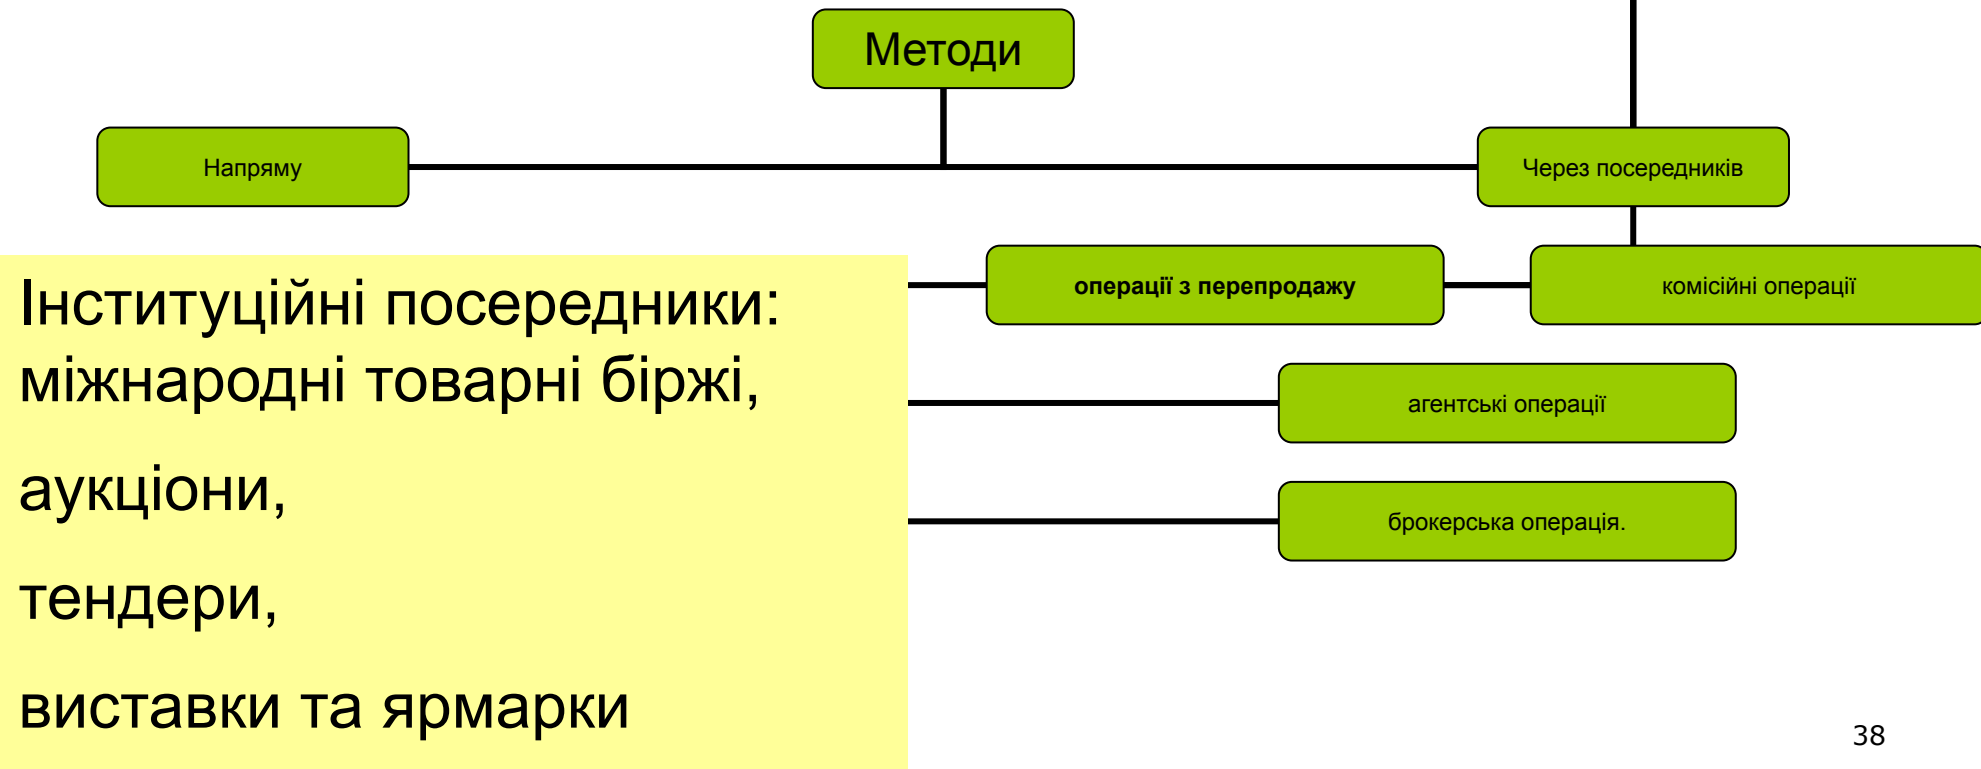 Методи
Напряму
Через посередників
операції з перепродажу
комісійні операції
Інституційні посередники:
міжнародні товарні біржі,
аукціони,
тендери,
виставки та ярмарки
агентські операції
брокерська операція.
38